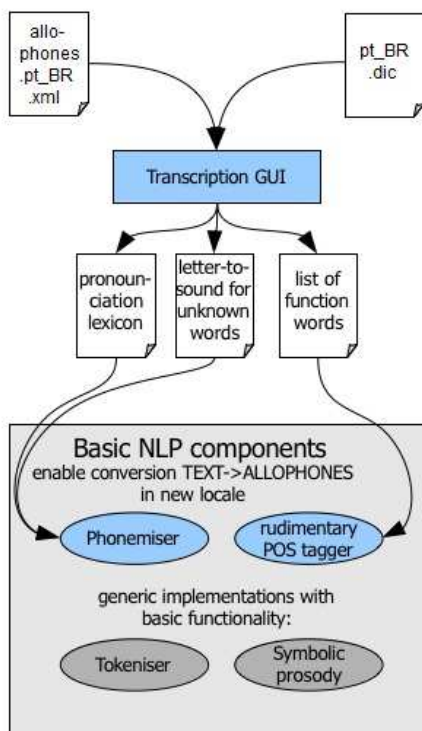 allo-
phones
.pt_BR
.xml
pt_BR
.dic
Transcription GUI
pronoun-
ciation
lexicon
letter-to-
sound for
unknown
words
list of
function
words
Basic NLP components
enable conversion TEXT->ALLOPHONES
in new locale
Phonemiser
rudimentary
POS tagger
generic implementations with
basic functionality:
Tokeniser
Symbolic
prosody